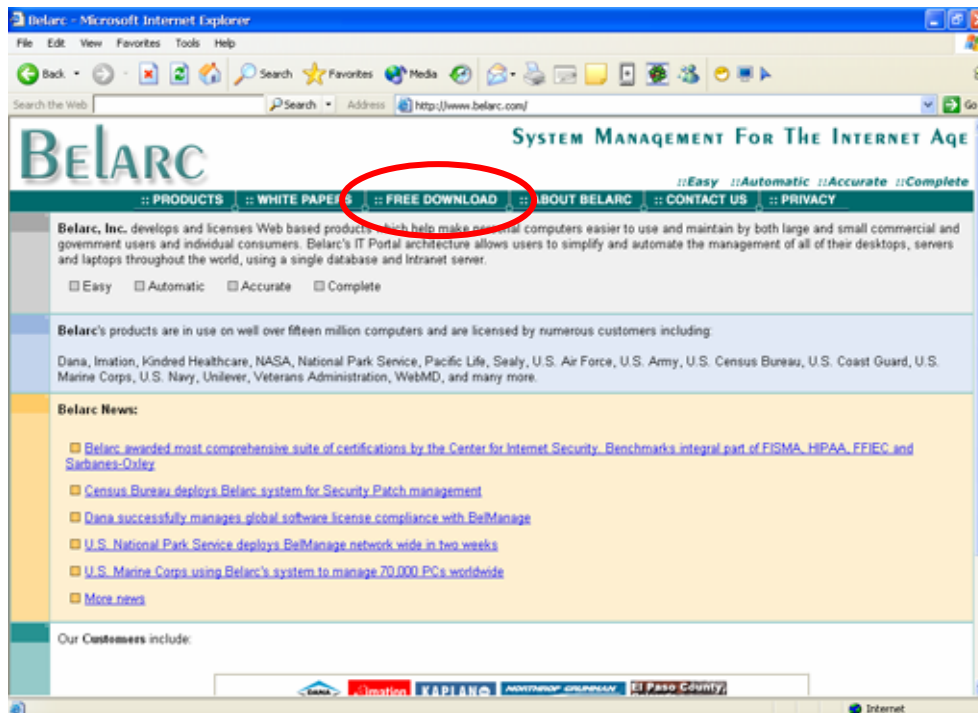 Belarc - Microsoft Internet Explorer
File Edit View Favorites Tools Help
Back Search Favorites Media
Search the Web Search Address http://www.belarc.com/ Go
BELARC
SYSTEM MANAGEMENT FOR THE INTERNET AGE
::Easy ::Automatic ::Accurate ::Complete
:: PRODUCTS :: WHITE PAPERS :: FREE DOWNLOAD :: ABOUT BELARC :: CONTACT US :: PRIVACY
Belarc, Inc. develops and licenses Web based products which help make personal computers easier to use and maintain by both large and small commercial and
government users and individual consumers. Belarc's IT Portal architecture allows users to simplify and automate the management of all of their desktops, servers
and laptops throughout the world, using a single database and Intranet server.
Easy Automatic Accurate Complete
Belarc's products are in use on well over fifteen million computers and are licensed by numerous customers including:
Dana, Imation, Kindred Healthcare, NASA, National Park Service, Pacific Life, Sealy, U.S. Air Force, U.S. Army, U.S. Census Bureau, U.S. Coast Guard, U.S.
Marine Corps, U.S. Navy, Unilever, Veterans Administration, WebMD, and many more.
Belarc News:
Belarc awarded most comprehensive suite of certifications by the Center for Internet Security. Benchmarks integral part of FISMA, HIPAA, FFIEC and
Sarbanes-Oxley
Census Bureau deploys Belarc system for Security Patch management
Dana successfully manages global software license compliance with BelManage
U.S. National Park Service deploys BelManage network wide in two weeks
U.S. Marine Corps using Belarc's system to manage 70,000 PCs worldwide
More news
Our Customers include:
DANA imation KAPLAN NORTHROP GRUMMAN El Paso County,
Internet